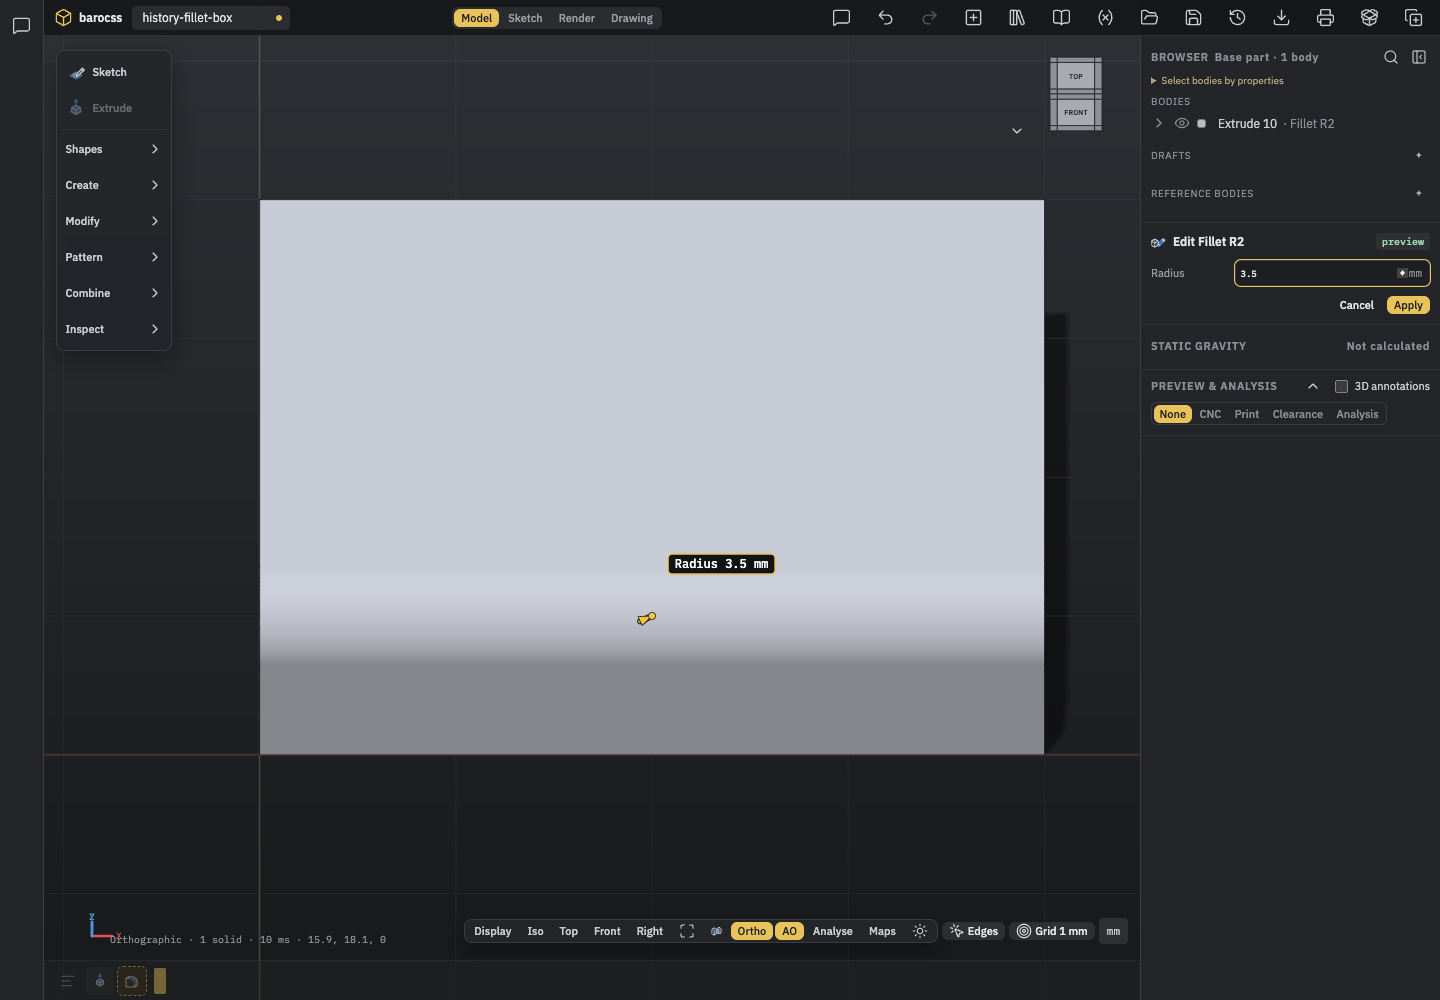 barocss
history-fillet-box
Model
Sketch
Render
Drawing
Sketch
Extrude
Shapes
Create
Modify
Pattern
Combine
Inspect
TOP
FRONT
BROWSER Base part · 1 body
Select bodies by properties
BODIES
Extrude 10 · Fillet R2
DRAFTS
REFERENCE BODIES
Edit Fillet R2
preview
Radius
3.5
mm
Cancel
Apply
STATIC GRAVITY
Not calculated
PREVIEW & ANALYSIS
3D annotations
None
CNC
Print
Clearance
Analysis
Radius 3.5 mm
Z
X
Orthographic · 1 solid · 10 ms · 15.9, 18.1, 0
Display
Iso
Top
Front
Right
Ortho
AO
Analyse
Maps
Edges
Grid 1 mm
mm